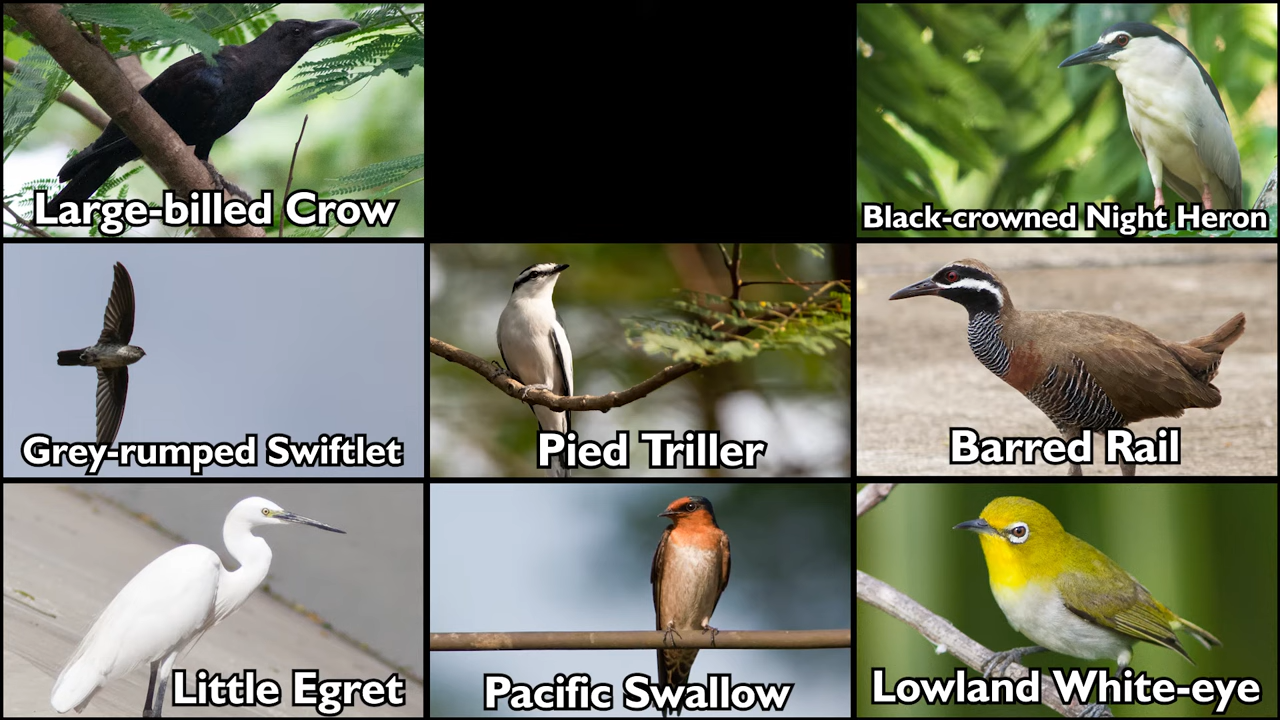 Large-billed Crow
Black-crowned Night Heron
Grey-rumped Swiftlet
Pied Triller
Barred Rail
Little Egret
Pacific Swallow
Lowland White-eye